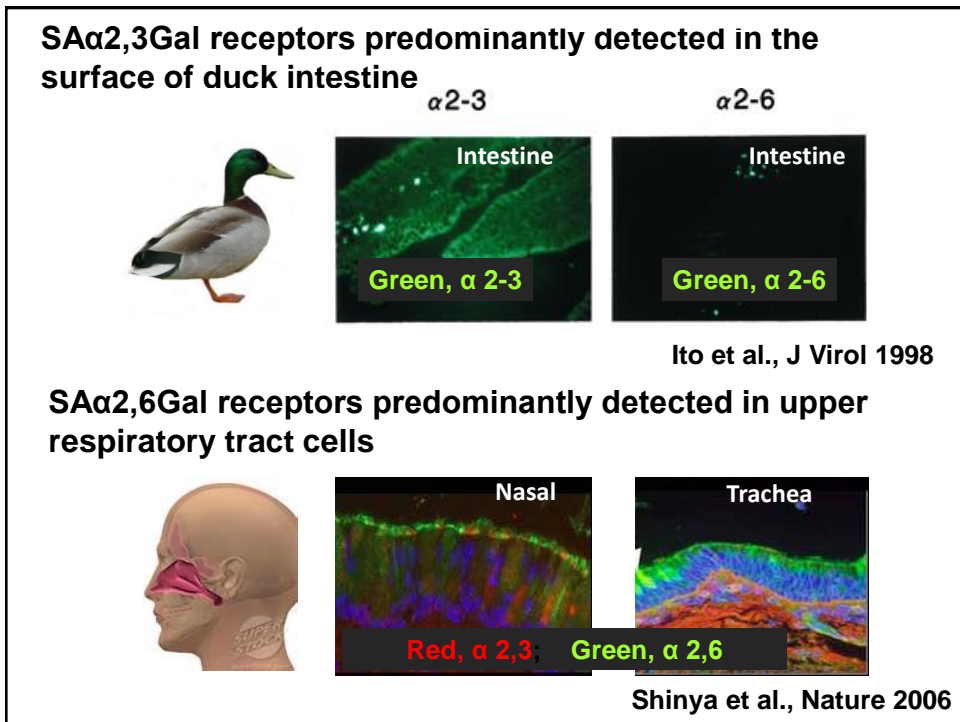 SAα2,3Gal receptors predominantly detected in the
surface of duck intestine
α2-3
α2-6
Intestine
Intestine
Green, α 2-3
Green, α 2-6
Ito et al., J Virol 1998
SAα2,6Gal receptors predominantly detected in upper
respiratory tract cells
Nasal
Trachea
Red, α 2,3; Green, α 2,6
SUPER
STOCK
Shinya et al., Nature 2006